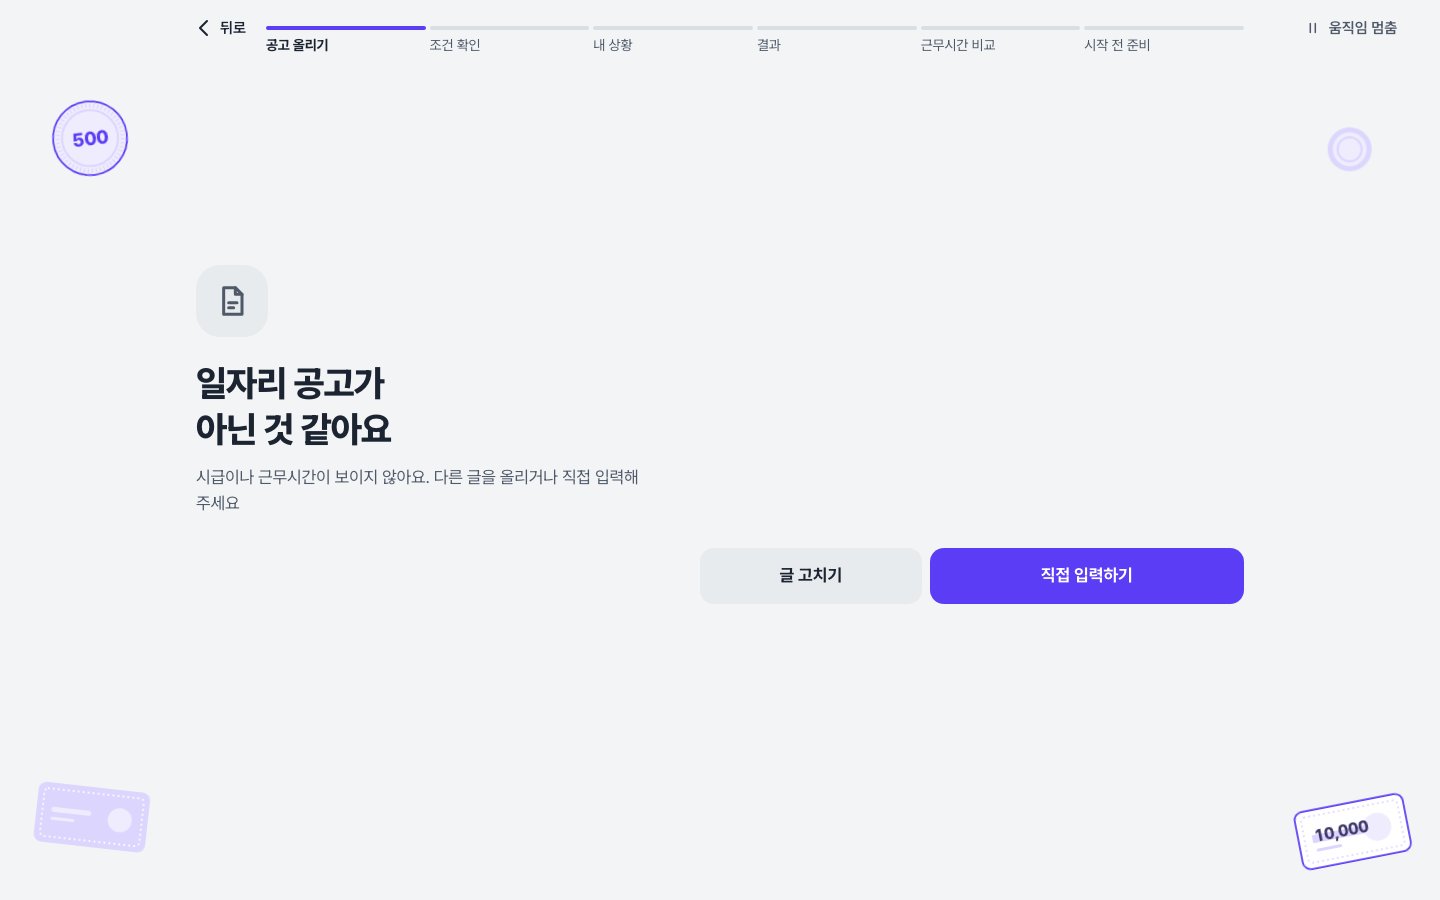 뒤로
공고 올리기
조건 확인
내 상황
결과
근무시간 비교
시작 전 준비
움직임 멈춤
500
일자리 공고가
아닌 것 같아요
시급이나 근무시간이 보이지 않아요. 다른 글을 올리거나 직접 입력해
주세요
글 고치기
직접 입력하기
10,000